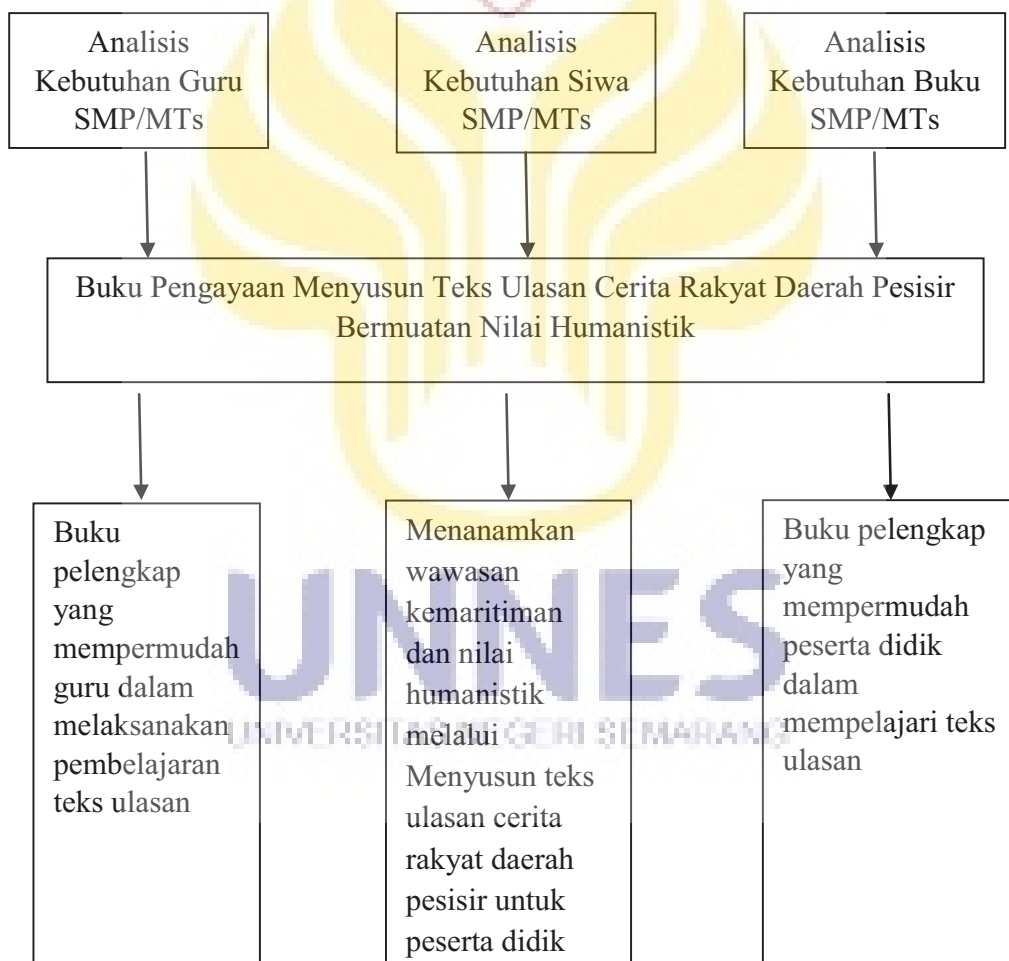 Analisis
Kebutuhan Guru
SMP/MTs
Analisis
Kebutuhan Siwa
SMP/MTs
Analisis
Kebutuhan Buku
SMP/MTs
Buku Pengayaan Menyusun Teks Ulasan Cerita Rakyat Daerah Pesisir
Bermuatan Nilai Humanistik
Buku
pelengkap
yang
mempermudah
guru dalam
melaksanakan
pembelajaran
teks ulasan
Menanamkan
wawasan
kemaritiman
dan nilai
humanistik
melalui
Menyusun teks
ulasan cerita
rakyat daerah
pesisir untuk
peserta didik
Buku pelengkap
yang
mempermudah
peserta didik
dalam
mempelajari teks
ulasan
UNNES
UNIVERSITAS NEGERI SEMARANG